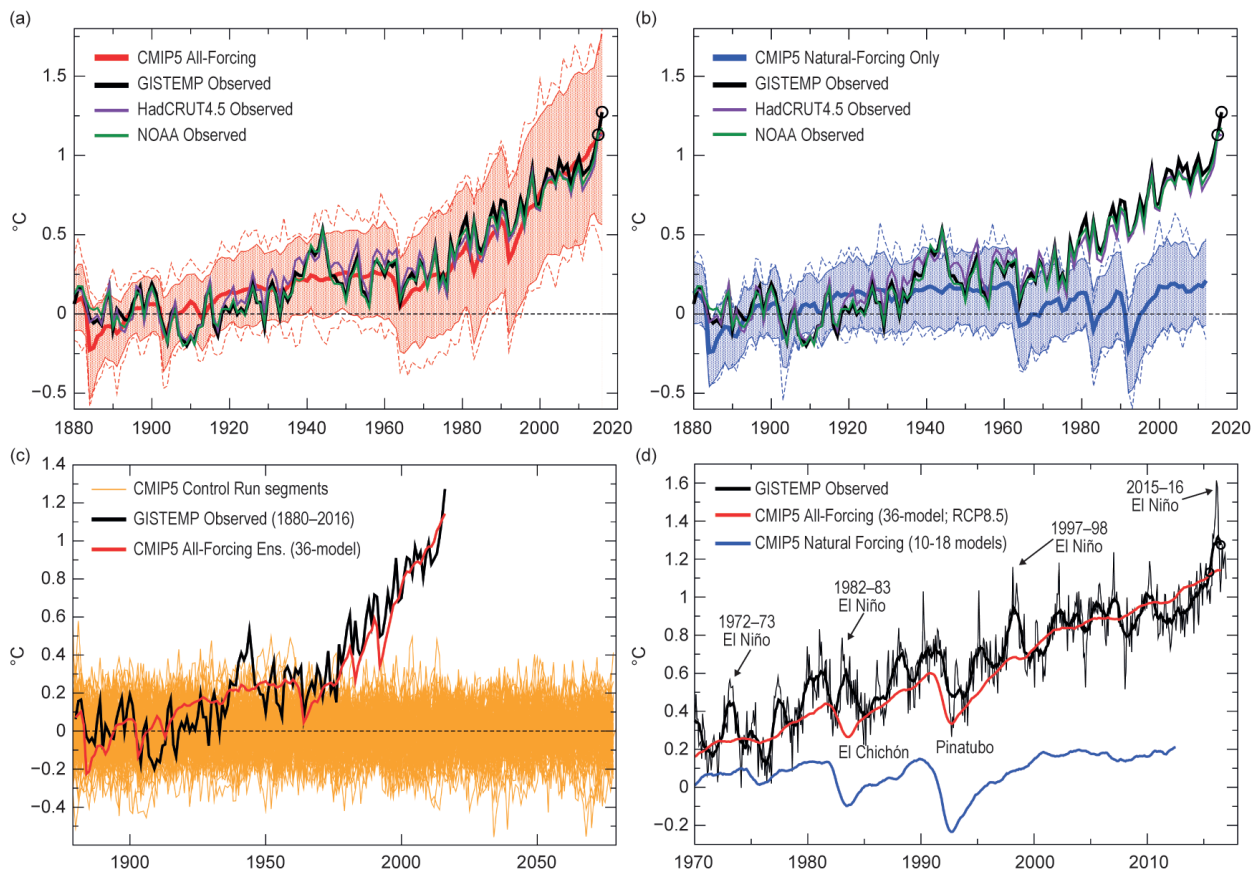 (a)
CMIP5 All-Forcing
GISTEMP Observed
HadCRUT4.5 Observed
NOAA Observed
°C
1.5
1
0.5
0
−0.5
1880 1900 1920 1940 1960 1980 2000 2020
(b)
CMIP5 Natural-Forcing Only
GISTEMP Observed
HadCRUT4.5 Observed
NOAA Observed
°C
1.5
1
0.5
0
−0.5
1880 1900 1920 1940 1960 1980 2000 2020
(c)
CMIP5 Control Run segments
GISTEMP Observed (1880–2016)
CMIP5 All-Forcing Ens. (36-model)
°C
1.4
1.2
1
0.8
0.6
0.4
0.2
0
−0.2
−0.4
1900 1950 2000 2050
(d)
GISTEMP Observed
CMIP5 All-Forcing (36-model; RCP8.5)
CMIP5 Natural Forcing (10-18 models)
2015–16
El Niño
1997–98
El Niño
1982–83
El Niño
1972–73
El Niño
El Chichón
Pinatubo
°C
1.6
1.4
1.2
1
0.8
0.6
0.4
0.2
0
−0.2
1970 1980 1990 2000 2010